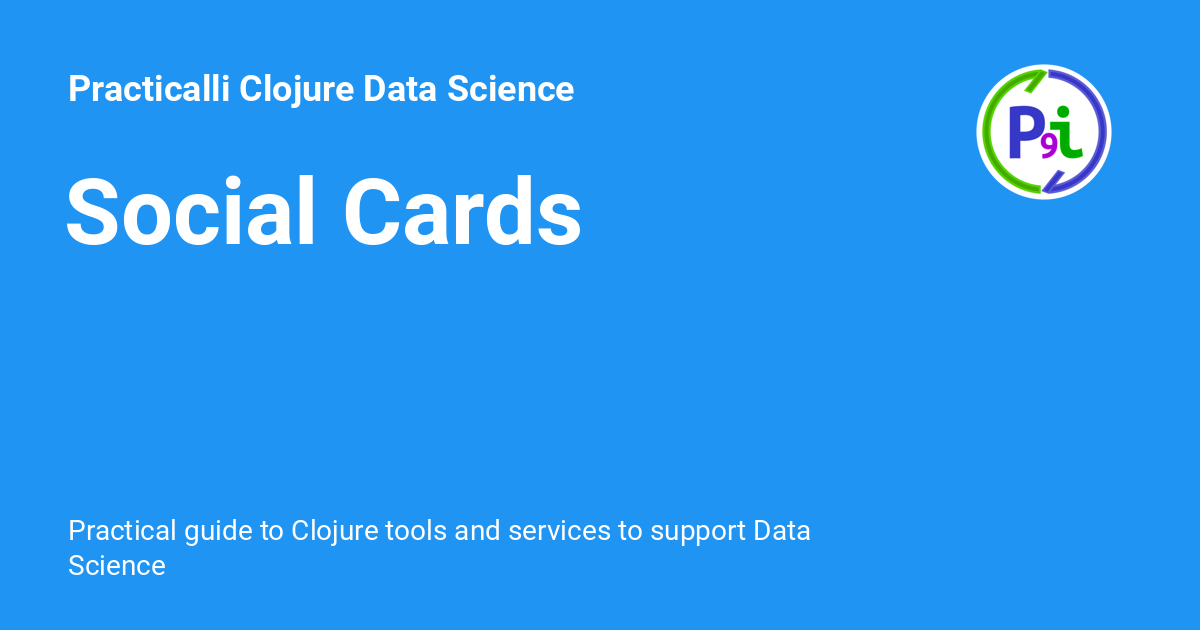 Practicalli Clojure Data Science
P9i
Social Cards
Practical guide to Clojure tools and services to support Data
Science